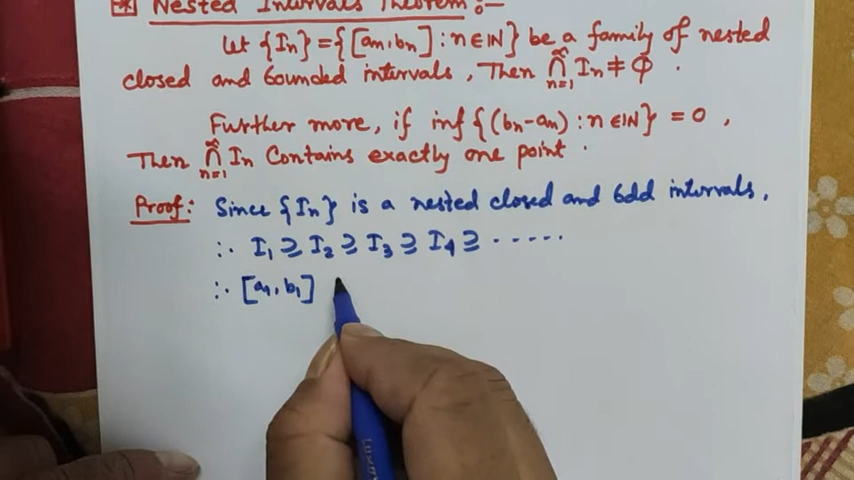 * Nested Intervals Theorem :-
Let {In} = {[an, bn] : n ∈ IN} be a family of nested
closed and bounded intervals, Then ∞∩n=1 In ≠ Φ .
Further more, if inf {(bn-an) : n ∈ IN} = 0 ,
Then ∞∩n=1 In Contains exactly one point .
Proof: Since {In} is a nested closed and bdd intervals,
∴ I1 ⊇ I2 ⊇ I3 ⊇ I4 ⊇ ......
∴ [a1, b1]